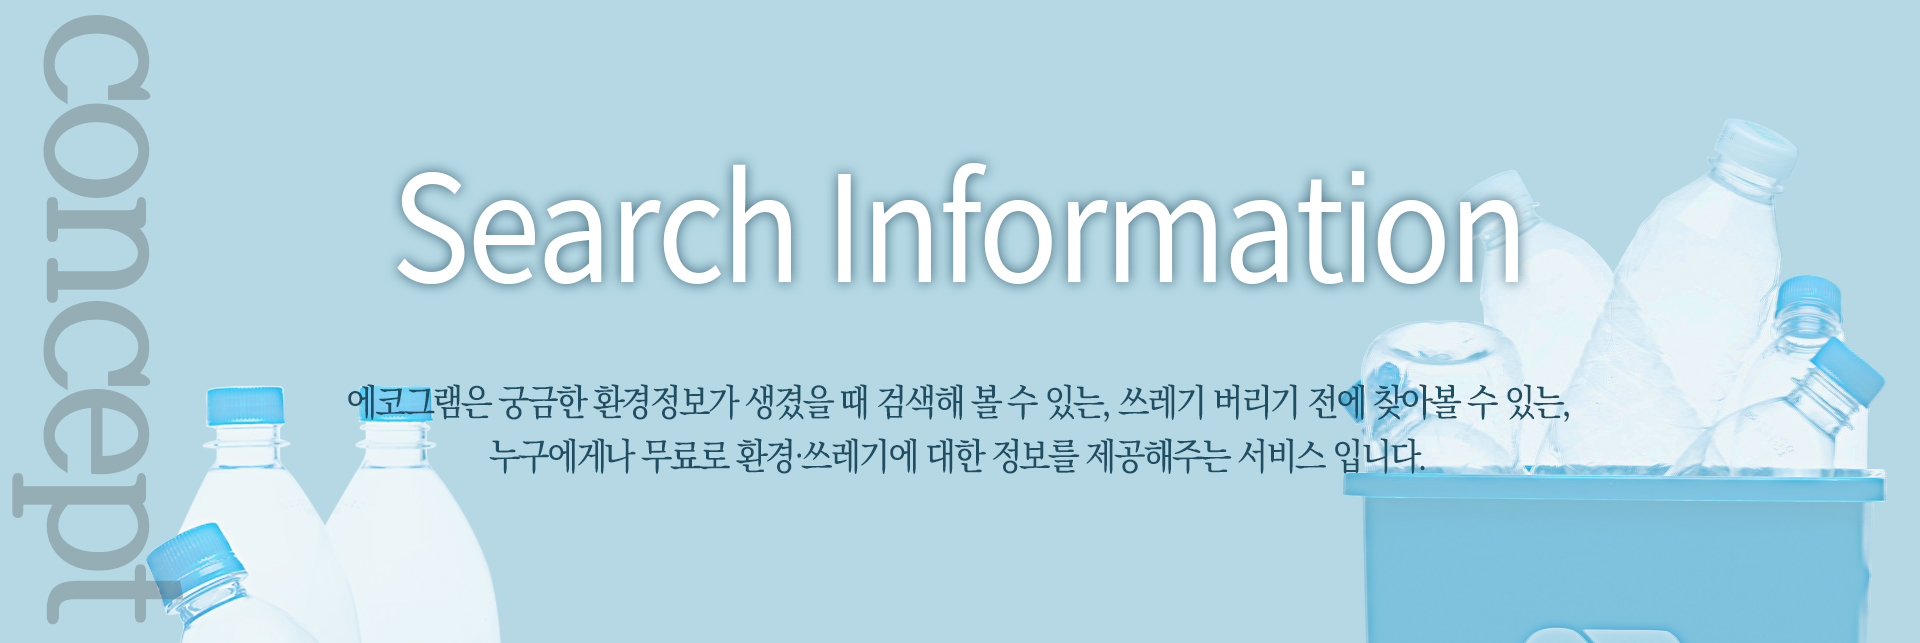 concept
Search Information
에코그램은 궁금한 환경정보가 생겼을 때 검색해 볼 수 있는, 쓰레기 버리기 전에 찾아볼 수 있는,
누구에게나 무료로 환경·쓰레기에 대한 정보를 제공해주는 서비스 입니다.